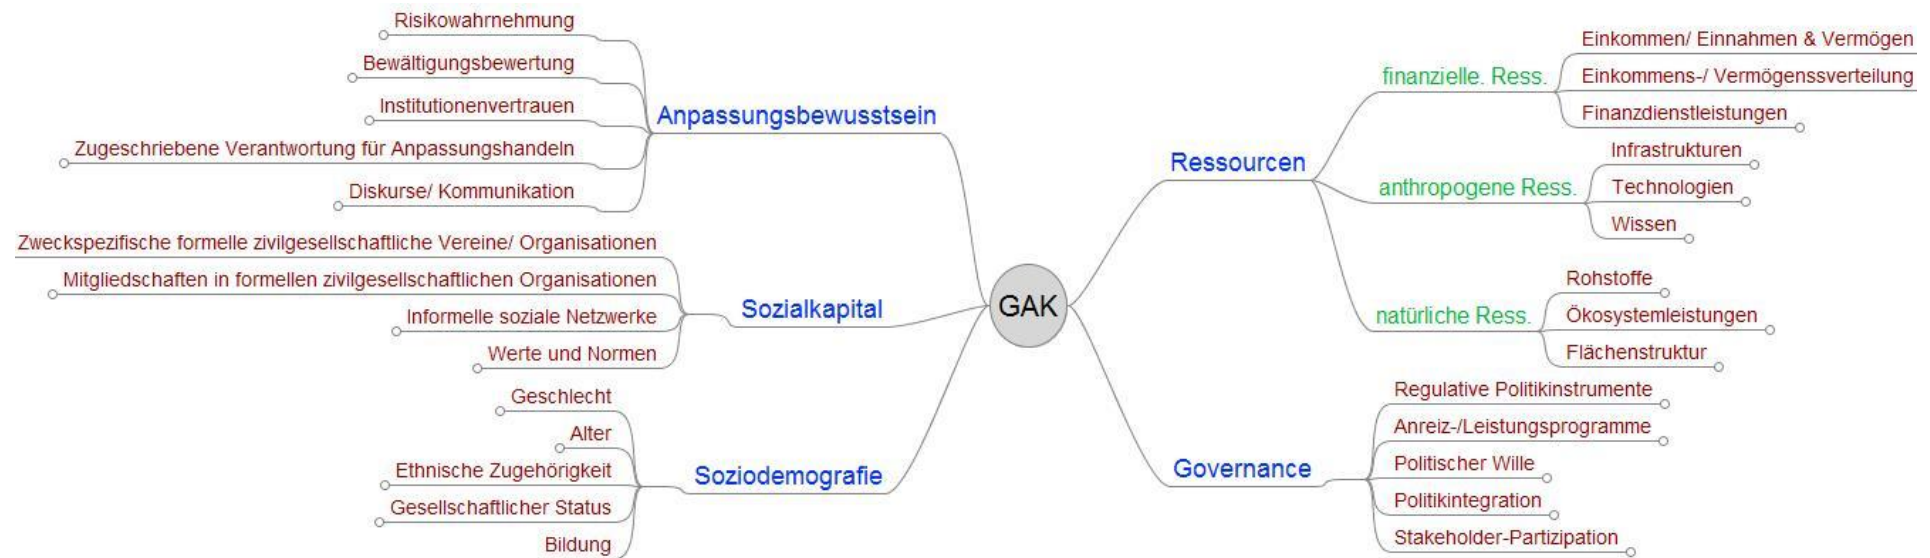 Risikowahrnehmung
Bewältigungsbewertung
Institutionenvertrauen
Zugeschriebene Verantwortung für Anpassungshandeln
Diskurse/ Kommunikation
Anpassungsbewusstsein
Zweckspezifische formelle zivilgesellschaftliche Vereine/ Organisationen
Mitgliedschaften in formellen zivilgesellschaftlichen Organisationen
Informelle soziale Netzwerke
Werte und Normen
Sozialkapital
Geschlecht
Alter
Ethnische Zugehörigkeit
Gesellschaftlicher Status
Bildung
Soziodemografie
GAK
Ressourcen
finanzielle. Ress.
Einkommen/ Einnahmen & Vermögen
Einkommens-/ Vermögenssverteilung
Finanzdienstleistungen
anthropogene Ress.
Infrastrukturen
Technologien
Wissen
natürliche Ress.
Rohstoffe
Ökosystemleistungen
Flächenstruktur
Governance
Regulative Politikinstrumente
Anreiz-/Leistungsprogramme
Politischer Wille
Politikintegration
Stakeholder-Partizipation